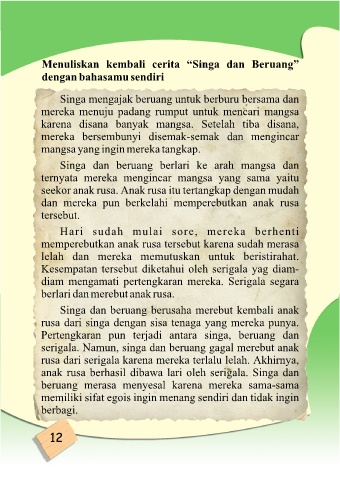 Menuliskan kembali cerita “Singa dan Beruang”
dengan bahasamu sendiri
Singa mengajak beruang untuk berburu bersama dan
mereka menuju padang rumput untuk mencari mangsa
karena disana banyak mangsa. Setelah tiba disana,
mereka bersembunyi disemak-semak dan mengincar
mangsa yang ingin mereka tangkap.
Singa dan beruang berlari ke arah mangsa dan
ternyata mereka mengincar mangsa yang sama yaitu
seekor anak rusa. Anak rusa itu tertangkap dengan mudah
dan mereka pun berkelahi memperebutkan anak rusa
tersebut.
Hari sudah mulai sore, mereka berhenti
memperebutkan anak rusa tersebut karena sudah merasa
lelah dan mereka memutuskan untuk beristirahat.
Kesempatan tersebut diketahui oleh serigala yag diam-
diam mengamati pertengkaran mereka. Serigala segara
berlari dan merebut anak rusa.
Singa dan beruang berusaha merebut kembali anak
rusa dari singa dengan sisa tenaga yang mereka punya.
Pertengkaran pun terjadi antara singa, beruang dan
serigala. Namun, singa dan beruang gagal merebut anak
rusa dari serigala karena mereka terlalu lelah. Akhirnya,
anak rusa berhasil dibawa lari oleh serigala. Singa dan
beruang merasa menyesal karena mereka sama-sama
memiliki sifat egois ingin menang sendiri dan tidak ingin
berbagi.
12